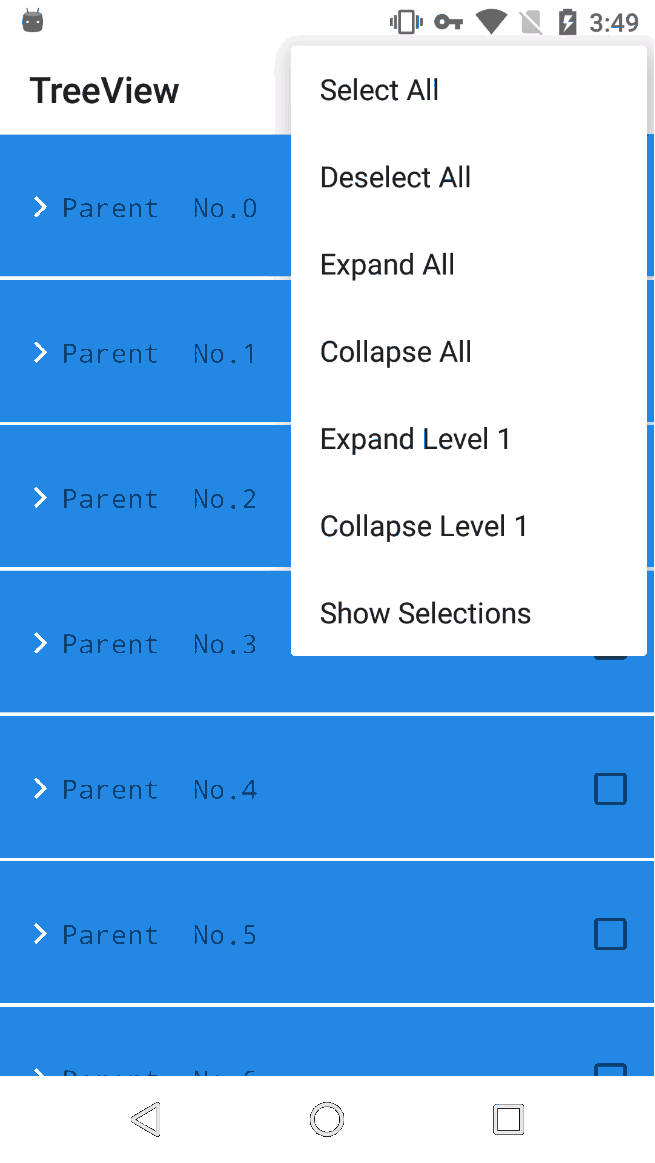 3:49
TreeView
Select All
Deselect All
Expand All
Collapse All
Expand Level 1
Collapse Level 1
Show Selections
Parent No.0
Parent No.1
Parent No.2
Parent No.3
Parent No.4
Parent No.5